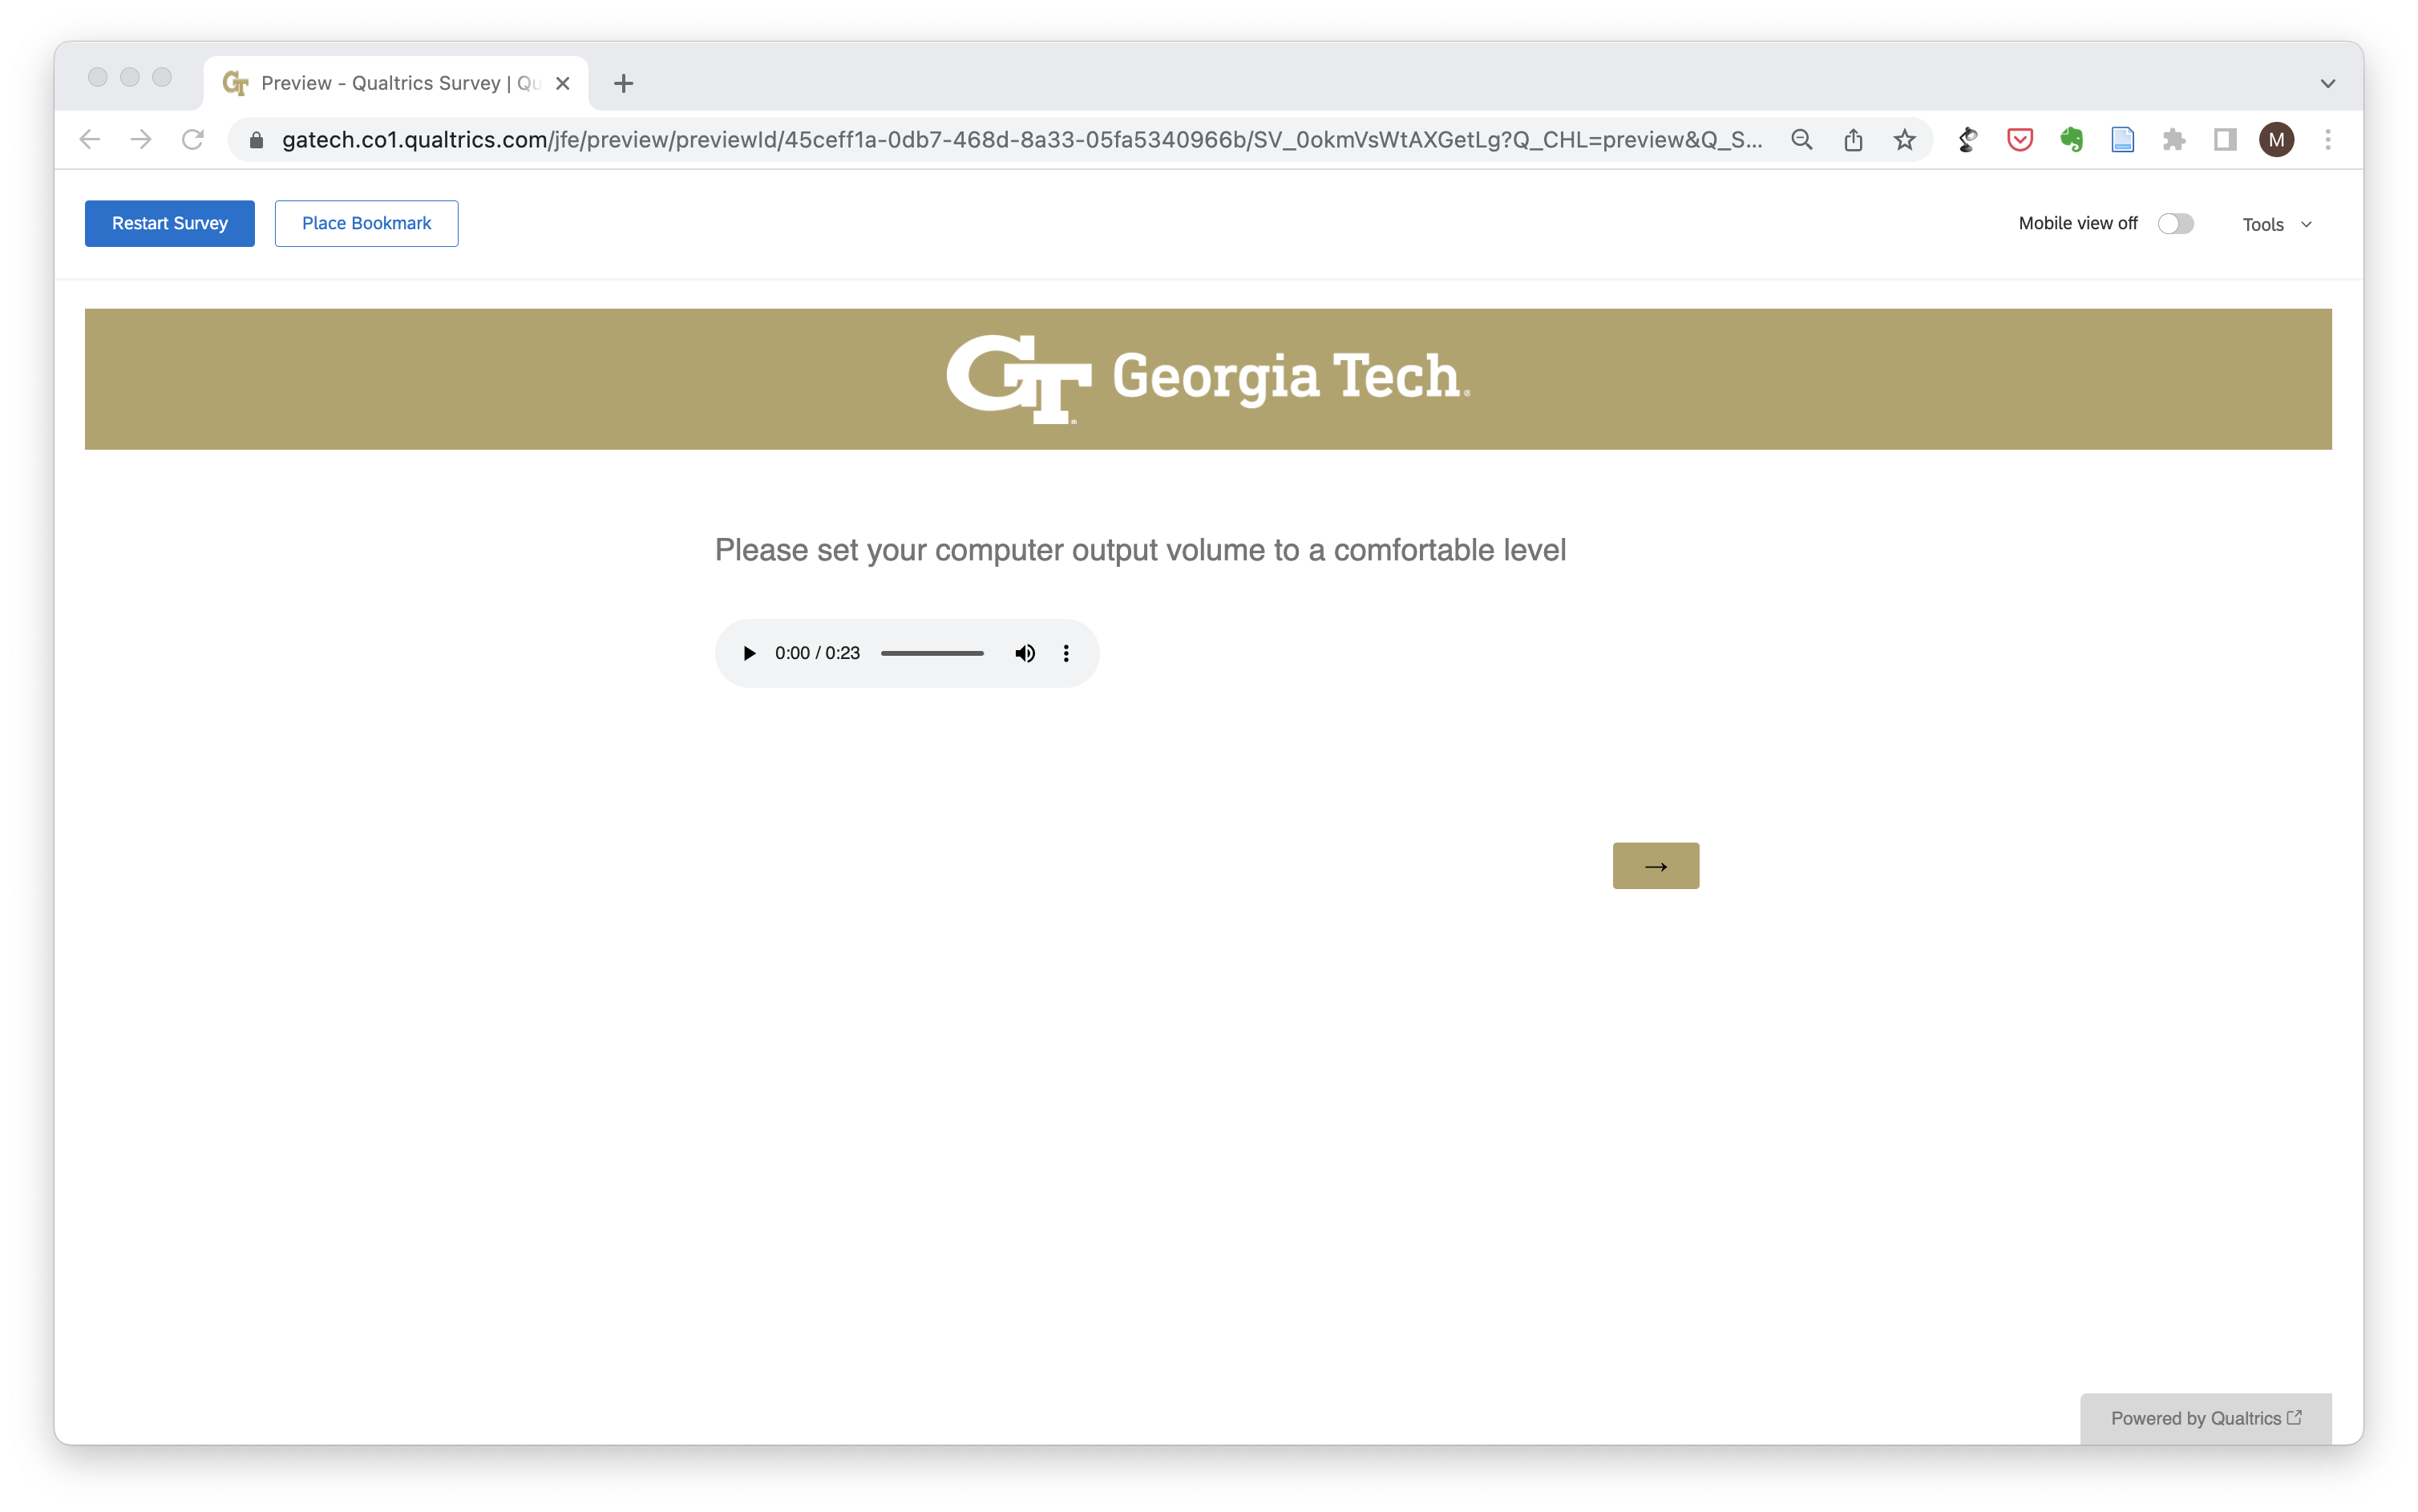 Preview - Qualtrics Survey | Qu
gatech.co1.qualtrics.com/jfe/preview/previewId/45ceff1a-0db7-468d-8a33-05fa5340966b/SV_0okmVsWtAXGetLg?Q_CHL=preview&Q_S...
M
Restart Survey
Place Bookmark
Mobile view off
Tools
GT Georgia Tech
Please set your computer output volume to a comfortable level
0:00 / 0:23
→
Powered by Qualtrics